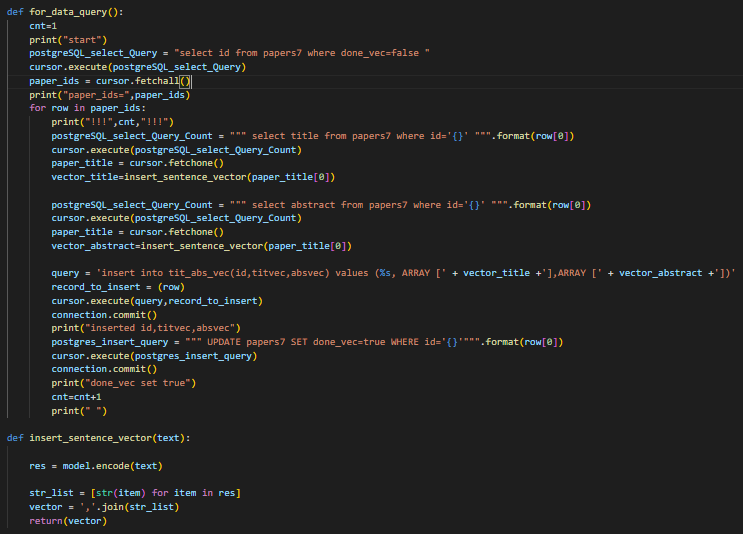 def for_data_query():
    cnt=1
    print("start")
    postgreSQL_select_Query = "select id from papers7 where done_vec=false "
    cursor.execute(postgreSQL_select_Query)
    paper_ids = cursor.fetchall()
    print("paper_ids=",paper_ids)
    for row in paper_ids:
        print("!!!",cnt,"!!!")
        postgreSQL_select_Query_Count = """ select title from papers7 where id='{}' """.format(row[0])
        cursor.execute(postgreSQL_select_Query_Count)
        paper_title = cursor.fetchone()
        vector_title=insert_sentence_vector(paper_title[0])
        postgreSQL_select_Query_Count = """ select abstract from papers7 where id='{}' """.format(row[0])
        cursor.execute(postgreSQL_select_Query_Count)
        paper_title = cursor.fetchone()
        vector_abstract=insert_sentence_vector(paper_title[0])
        query = 'insert into tit_abs_vec(id,titvec,absvec) values (%s, ARRAY [' + vector_title +'],ARRAY [' + vector_abstract +'])'
        record_to_insert = (row)
        cursor.execute(query,record_to_insert)
        connection.commit()
        print("inserted id,titvec,absvec")
        postgres_insert_query = """ UPDATE papers7 SET done_vec=true WHERE id='{}'""".format(row[0])
        cursor.execute(postgres_insert_query)
        connection.commit()
        print("done_vec set true")
        cnt=cnt+1
        print(" ")
def insert_sentence_vector(text):
    res = model.encode(text)
    str_list = [str(item) for item in res]
    vector = ','.join(str_list)
    return(vector)